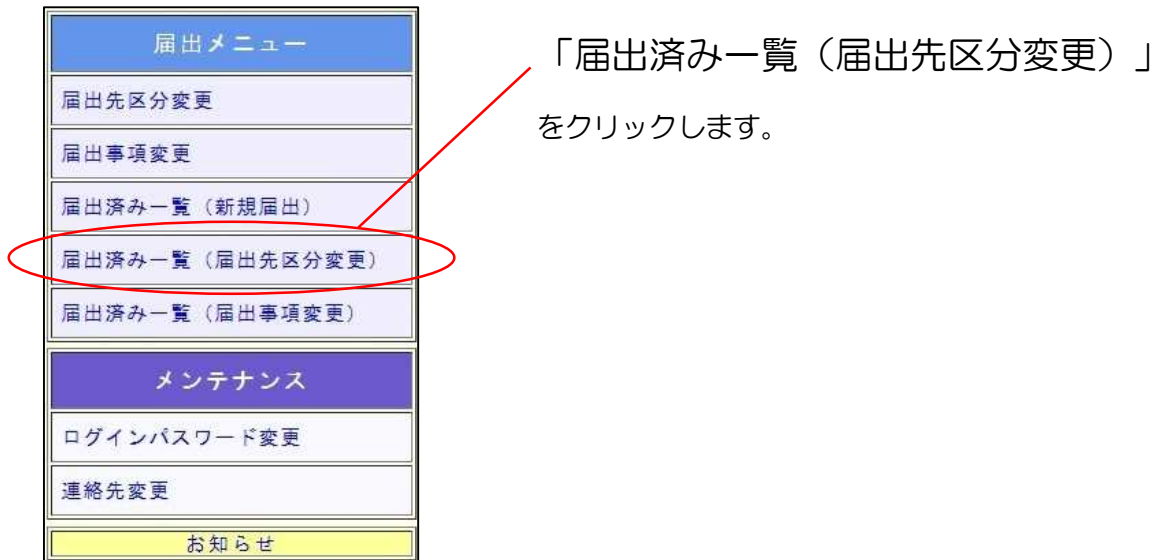 届出メニュー
届出先区分変更
届出事項変更
届出済み一覧（新規届出）
届出済み一覧（届出先区分変更）
届出済み一覧（届出事項変更）
メンテナンス
ログインパスワード変更
連絡先変更
お知らせ
「届出済み一覧（届出先区分変更）」
をクリックします。